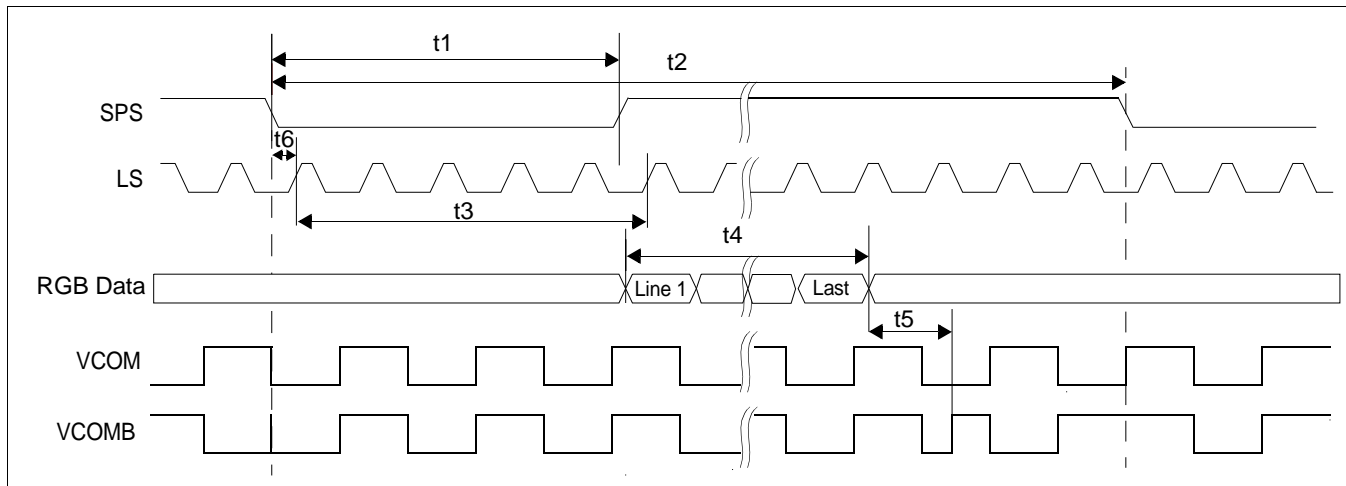 t1
t2
SPS
t6
LS
t3
t4
RGB Data
Line 1
Last
t5
VCOM
VCOMB